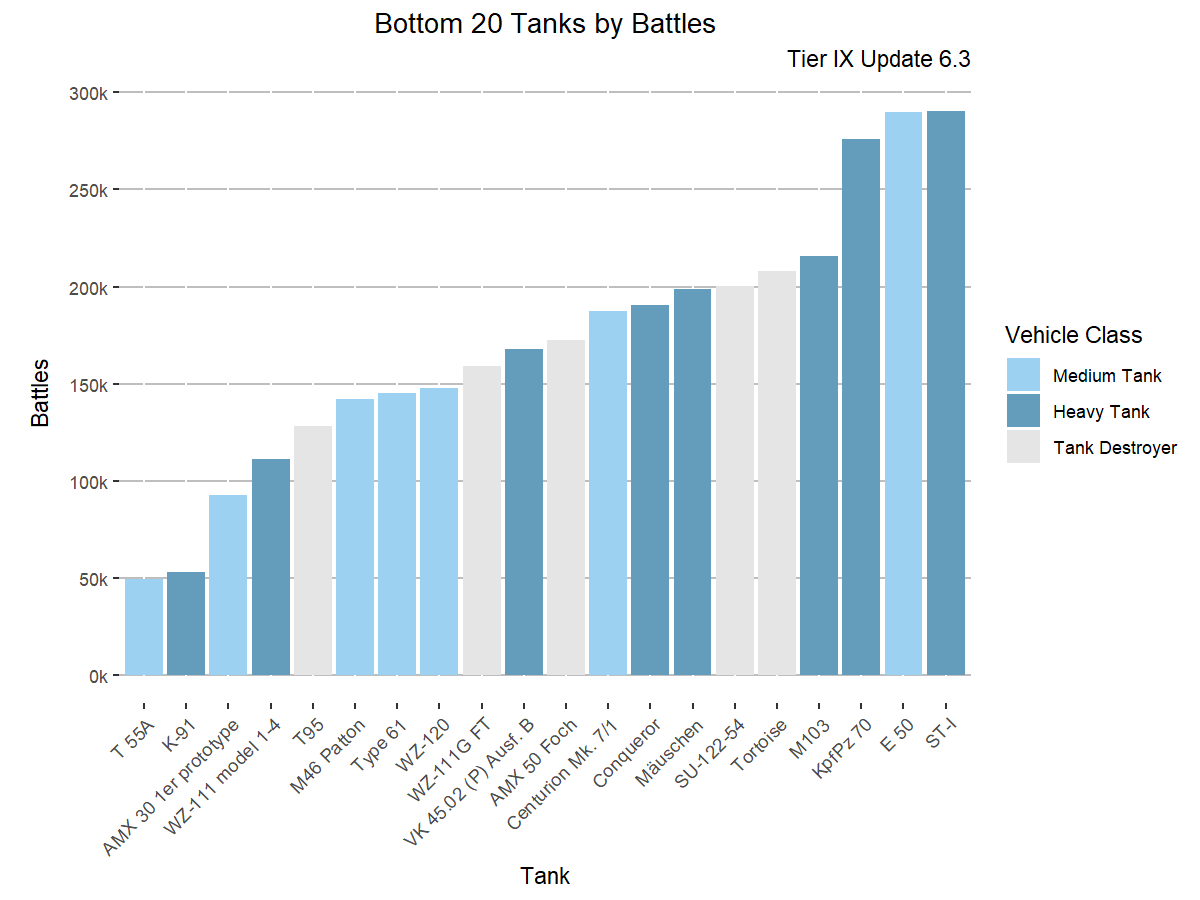 Bottom 20 Tanks by Battles
Tier IX Update 6.3
300k
250k
200k
150k
100k
50k
0k
Battles
T 55A
K-91
AMX 30 1er prototype
WZ-111 model 1-4
T95
M46 Patton
Type 61
WZ-120
WZ-111G FT
VK 45.02 (P) Ausf. B
AMX 50 Foch
Centurion Mk. 7/1
Conqueror
Mäuschen
SU-122-54
Tortoise
M103
KpfPz 70
E 50
ST-I
Tank
Vehicle Class
Medium Tank
Heavy Tank
Tank Destroyer